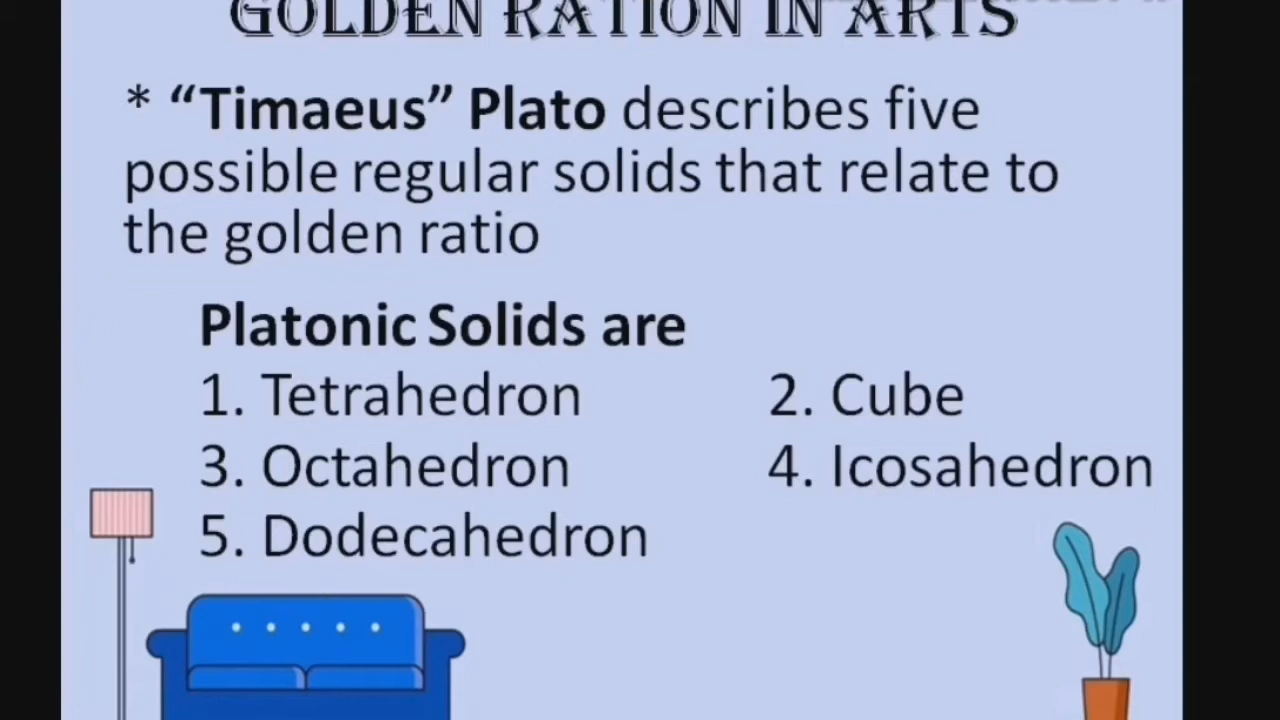 GOLDEN RATION IN ARTS
* “Timaeus” Plato describes five
possible regular solids that relate to
the golden ratio
Platonic Solids are
1. Tetrahedron 2. Cube
3. Octahedron 4. Icosahedron
5. Dodecahedron